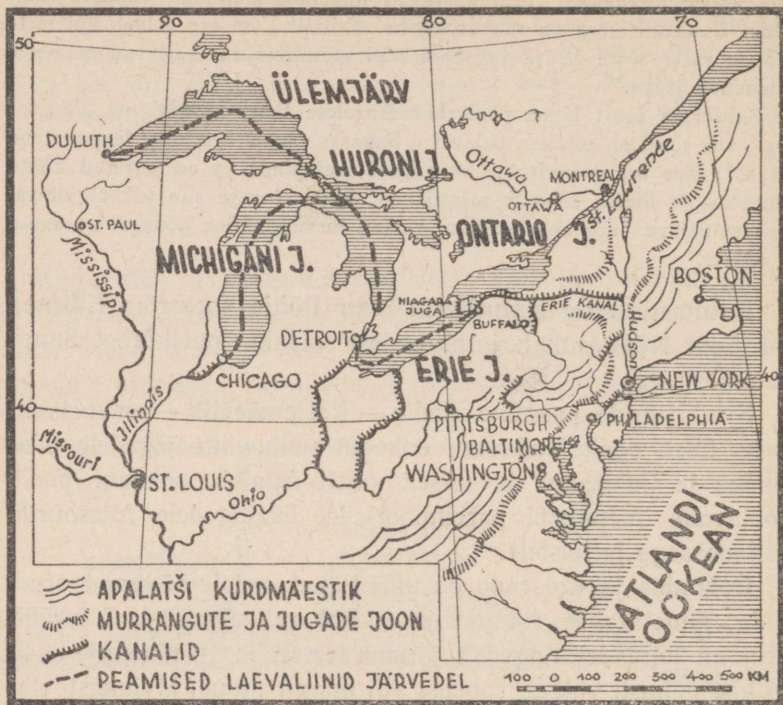 90
80
70
50
ÜLEMJÄRV
DULUTH
HURONI J.
Ottawa
MONTREAL
OTTAWA
St. Lawrence
ST. PAUL
ONTARIO J.
MICHIGANI J.
Mississippi
BOSTON
NIAGARA
JUGA
ERIE KANAL
BUFFALO
Hudson
DETROIT
ERIE J.
CHICAGO
NEW YORK
40
40
Illinois
PITTSBURGH
PHILADELPHIA
BALTIMORE
Missouri
WASHINGTON
ST. LOUIS
Ohio
ATLANDI
OCKEAN
APALATŠI KURDMÄESTIK
MURRANGUTE JA JUGADE JOON
KANALID
PEAMISED LAEVALIINID JÄRVEDEL
100 0 100 200 300 400 500 KM